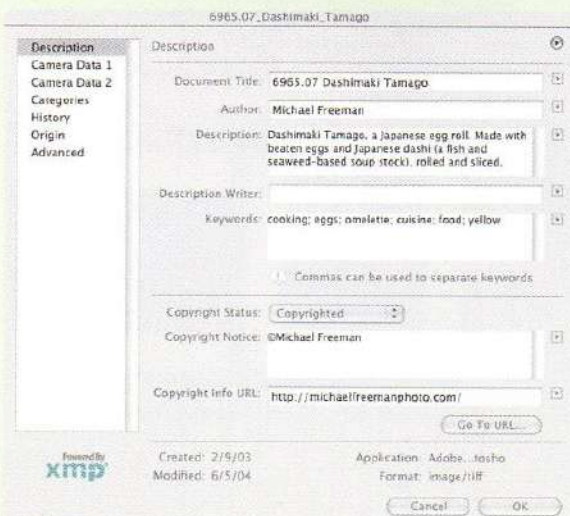 6965.07_Dashimaki_Tamago
Description
Camera Data 1
Camera Data 2
Categories
History
Origin
Advanced
Description
Document Title: 6965.07 Dashimaki Tamago
Author: Michael Freeman
Description: Dashimaki Tamago, a Japanese egg roll. Made with
beaten eggs and Japanese dashi (a fish and
seaweed-based soup stock), rolled and sliced.
Description Writer:
Keywords: cooking; eggs; omelette; cuisine; food; yellow
Commas can be used to separate keywords
Copyright Status: Copyrighted
Copyright Notice: ©Michael Freeman
Copyright Info URL: http://michaelfreemanphoto.com/
Go To URL...
Powered By
xmp
Created: 2/9/03
Modified: 6/5/04
Application: Adobe...tosho
Format: image/tiff
Cancel
OK